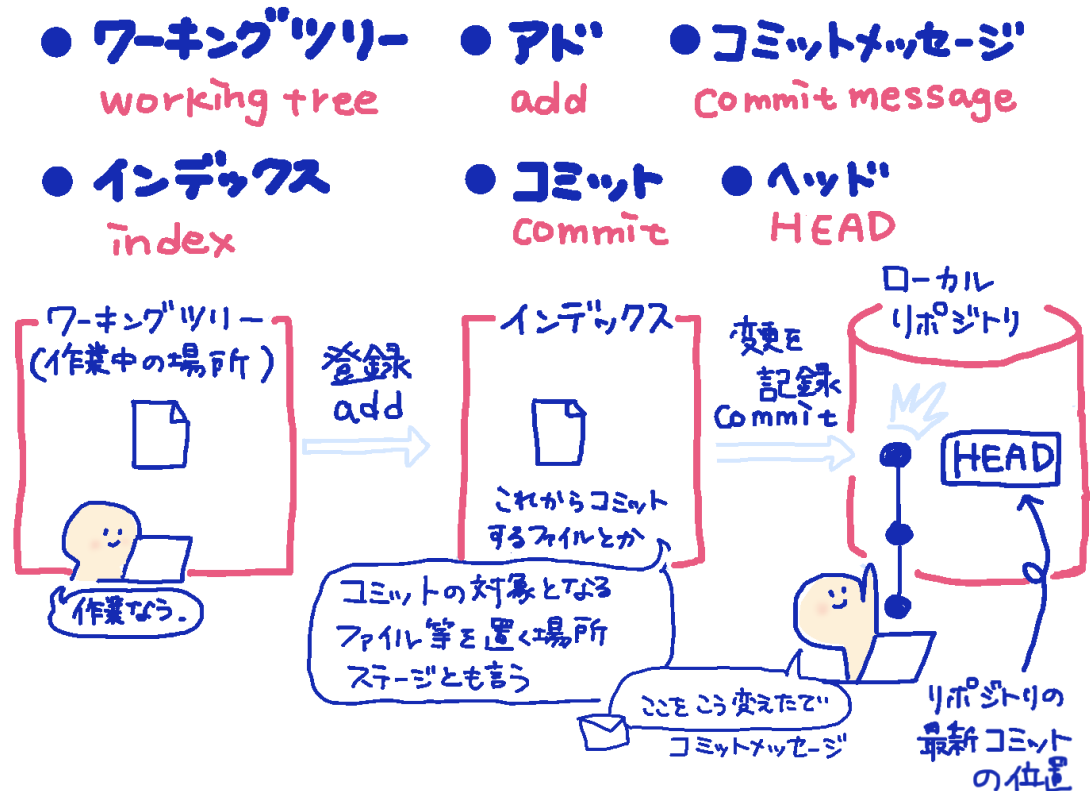 ● ワーキングツリー
working tree
● アド
add
● コミットメッセージ
commit message
● インデックス
index
● コミット
commit
● ヘッド
HEAD
ワーキングツリー
(作業中の場所)
作業なう.
登録
add
インデックス
これからコミット
するファイルとか
コミットの対象となる
ファイル等を置く場所
ステージとも言う
変更を
記録
commit
ローカル
リポジトリ
HEAD
ここをこう変えたで
コミットメッセージ
リポジトリの
最新コミット
の位置